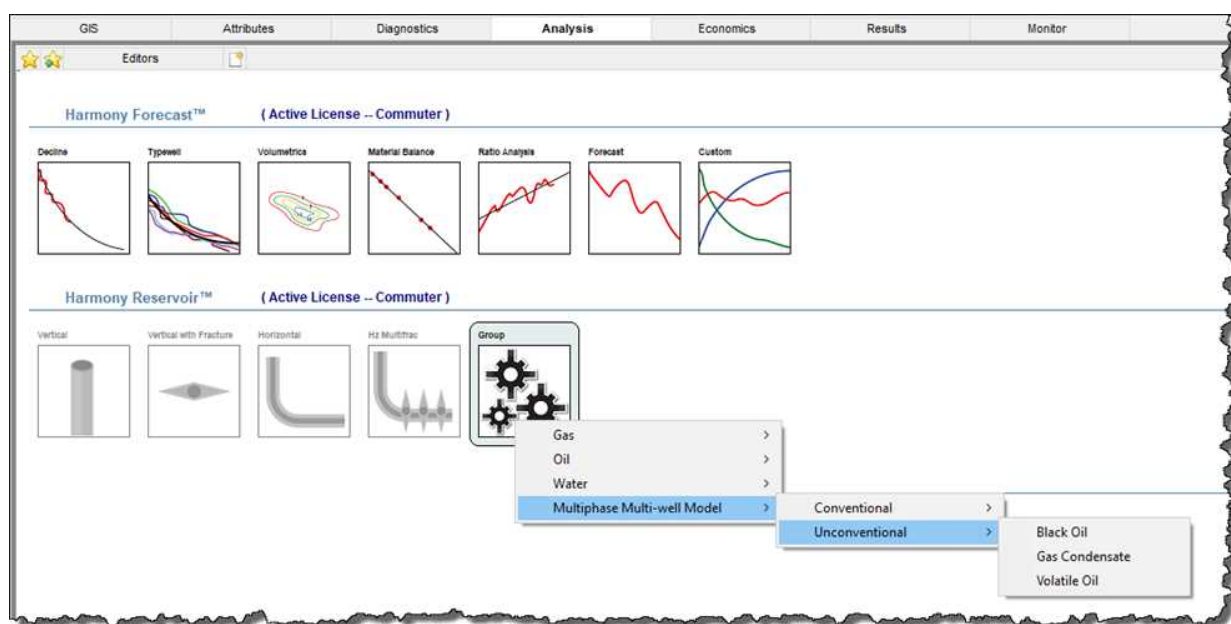 GIS Attributes Diagnostics Analysis Economics Results Monitor
Editors
Harmony Forecast™ ( Active License -- Commuter )
Decline Typewell Volumetrics Material Balance Ratio Analysis Forecast Custom
Harmony Reservoir™ ( Active License -- Commuter )
Vertical Vertical with Fracture Horizontal Hz Multifrac Group
Gas
Oil
Water
Multiphase Multi-well Model Conventional
Unconventional Black Oil
Gas Condensate
Volatile Oil